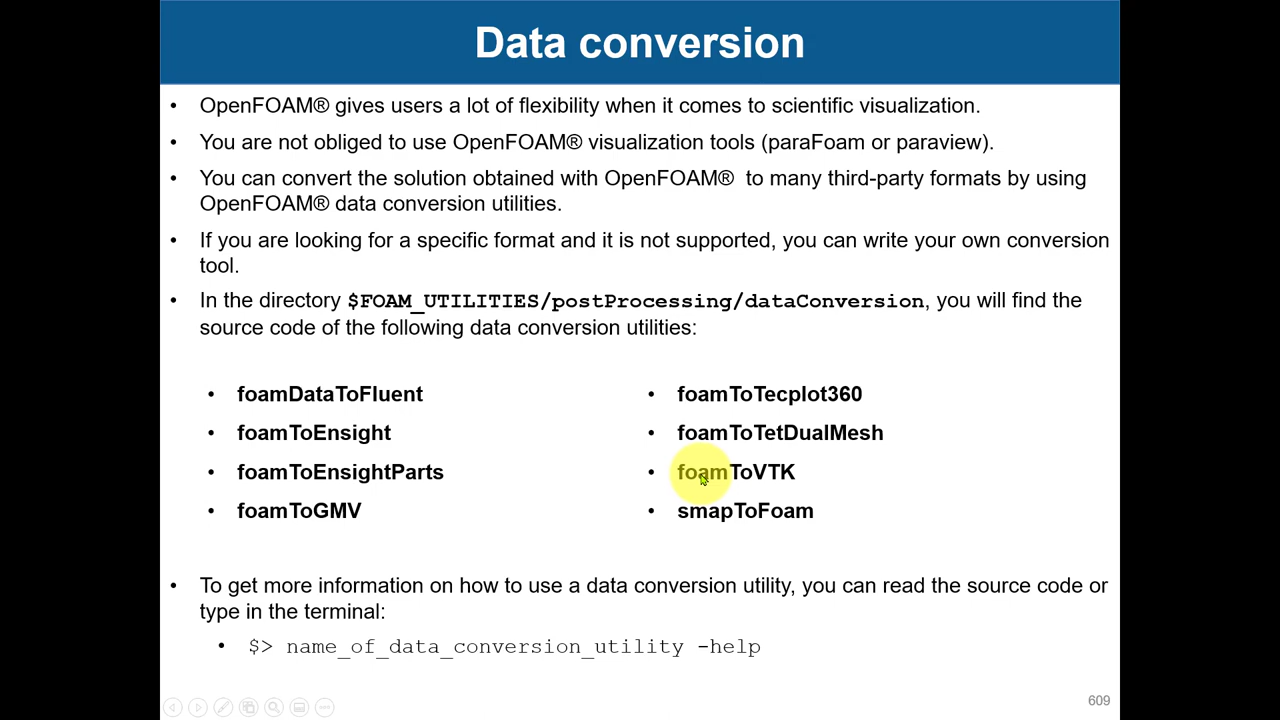 Data conversion
• OpenFOAM® gives users a lot of flexibility when it comes to scientific visualization.
• You are not obliged to use OpenFOAM® visualization tools (paraFoam or paraview).
• You can convert the solution obtained with OpenFOAM® to many third-party formats by using
OpenFOAM® data conversion utilities.
• If you are looking for a specific format and it is not supported, you can write your own conversion
tool.
• In the directory $FOAM_UTILITIES/postProcessing/dataConversion, you will find the
source code of the following data conversion utilities:
• foamDataToFluent
• foamToEnsight
• foamToEnsightParts
• foamToGMV
• foamToTecplot360
• foamToTetDualMesh
• foamToVTK
• smapToFoam
• To get more information on how to use a data conversion utility, you can read the source code or
type in the terminal:
• $> name_of_data_conversion_utility -help
609